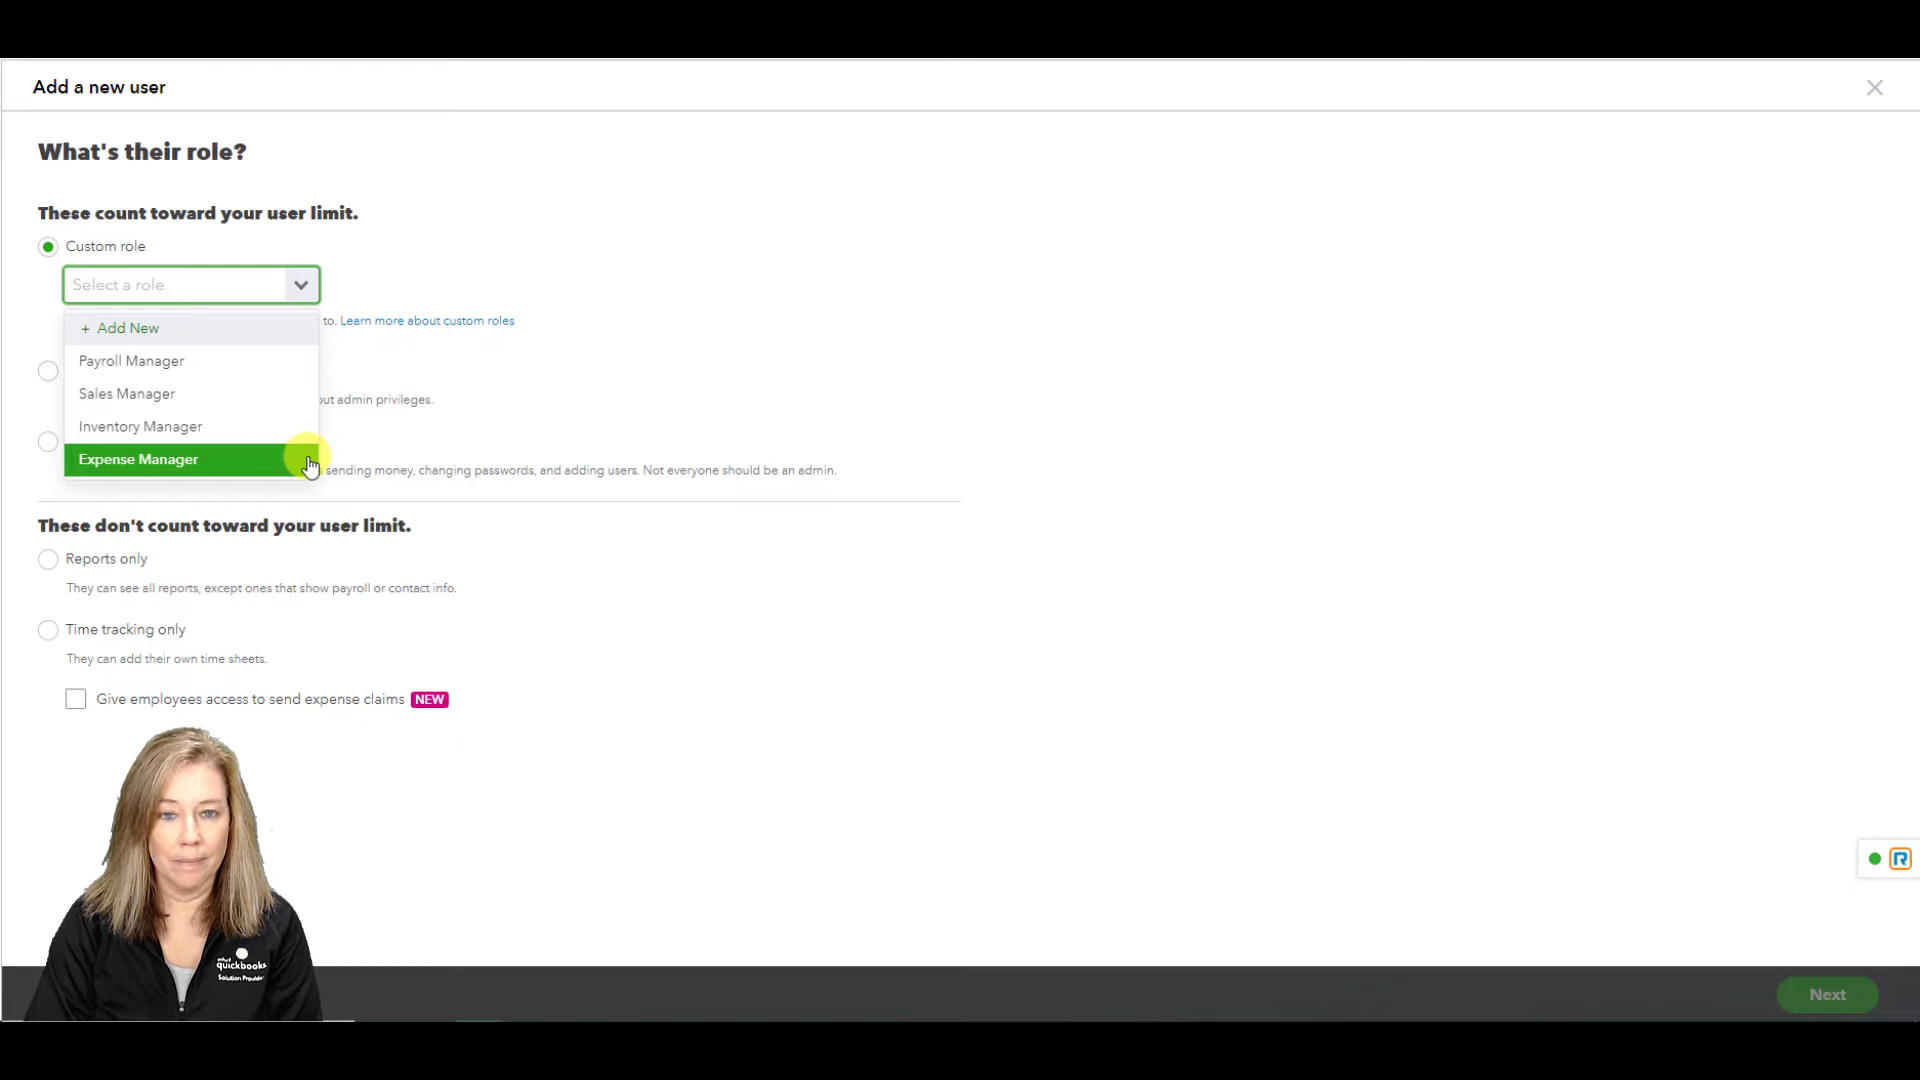 Add a new user
What's their role?
These count toward your user limit.
Custom role
Select a role
+ Add New
to. Learn more about custom roles
Payroll Manager
Sales Manager
out admin privileges.
Inventory Manager
Expense Manager
sending money, changing passwords, and adding users. Not everyone should be an admin.
These don't count toward your user limit.
Reports only
They can see all reports, except ones that show payroll or contact info.
Time tracking only
They can add their own time sheets.
Give employees access to send expense claims NEW
intuit
quickbooks
Solution Provider
Next